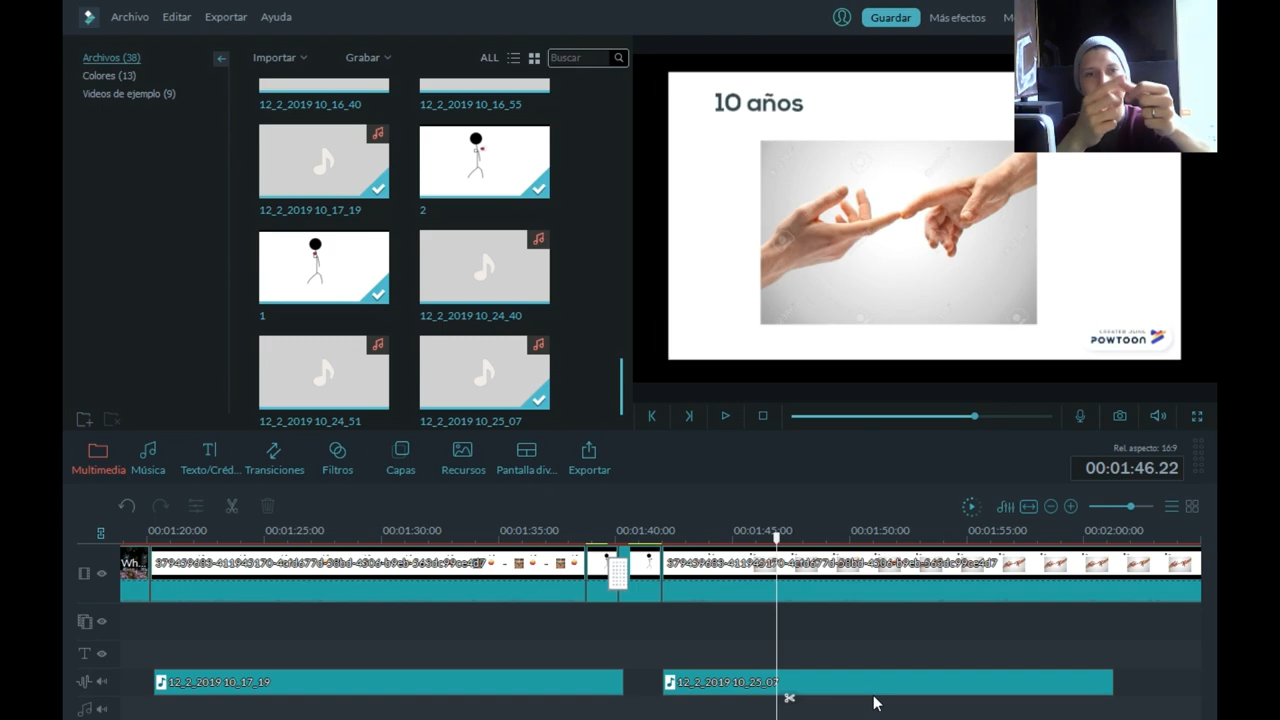 Archivo Editar Exportar Ayuda
Guardar Más efectos
Archivos (38)
Colores (13)
Videos de ejemplo (9)
Importar Grabar ALL Buscar
12_2_2019 10_16_40 12_2_2019 10_16_55
12_2_2019 10_17_19 2
1 12_2_2019 10_24_40
12_2_2019 10_24_51 12_2_2019 10_25_07
10 años
POWTOON
Multimedia Música Texto/Créd... Transiciones Filtros Capas Recursos Pantalla div... Exportar
Rel. aspecto: 16:9
00:01:46.22
00:01:20:00 00:01:25:00 00:01:30:00 00:01:35:00 00:01:40:00 00:01:45:00 00:01:50:00 00:01:55:00 00:02:00:00
Wh...
12_2_2019 10_17_19 12_2_2019 10_25_07